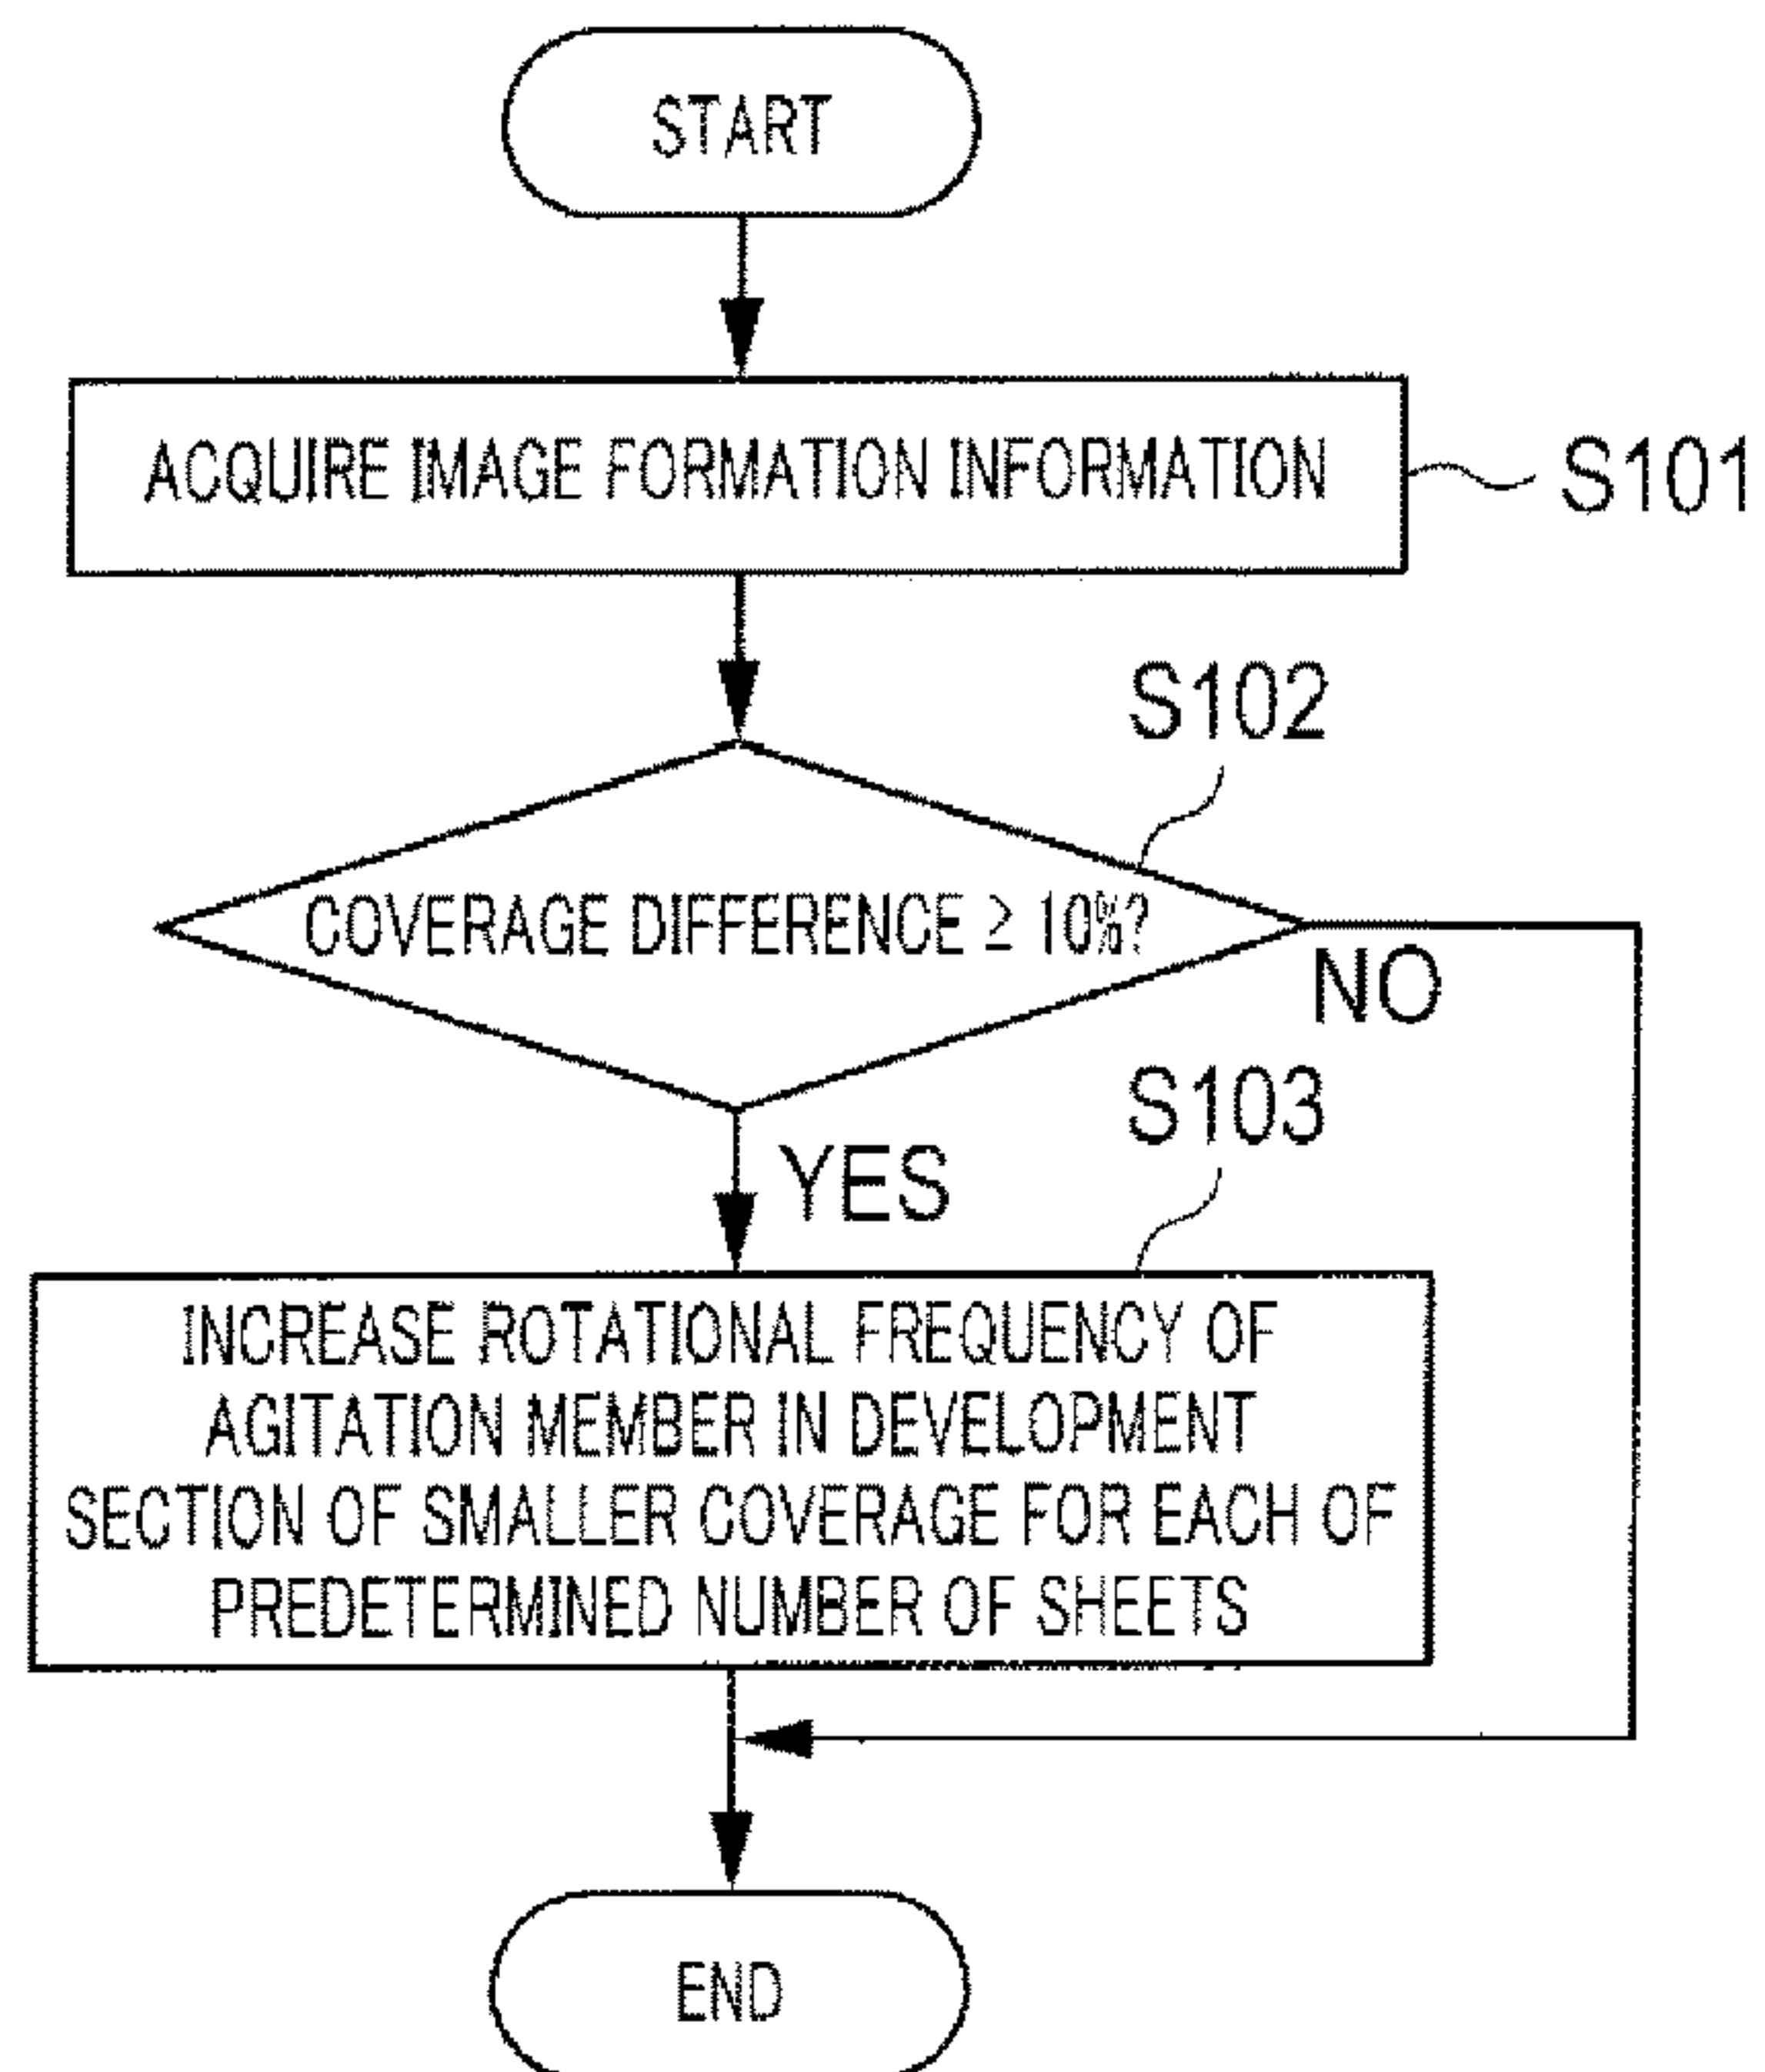 START
ACQUIRE IMAGE FORMATION INFORMATION
S101
S102
COVERAGE DIFFERENCE ≥ 10%?
NO
YES
S103
INCREASE ROTATIONAL FREQUENCY OF
AGITATION MEMBER IN DEVELOPMENT
SECTION OF SMALLER COVERAGE FOR EACH OF
PREDETERMINED NUMBER OF SHEETS
END